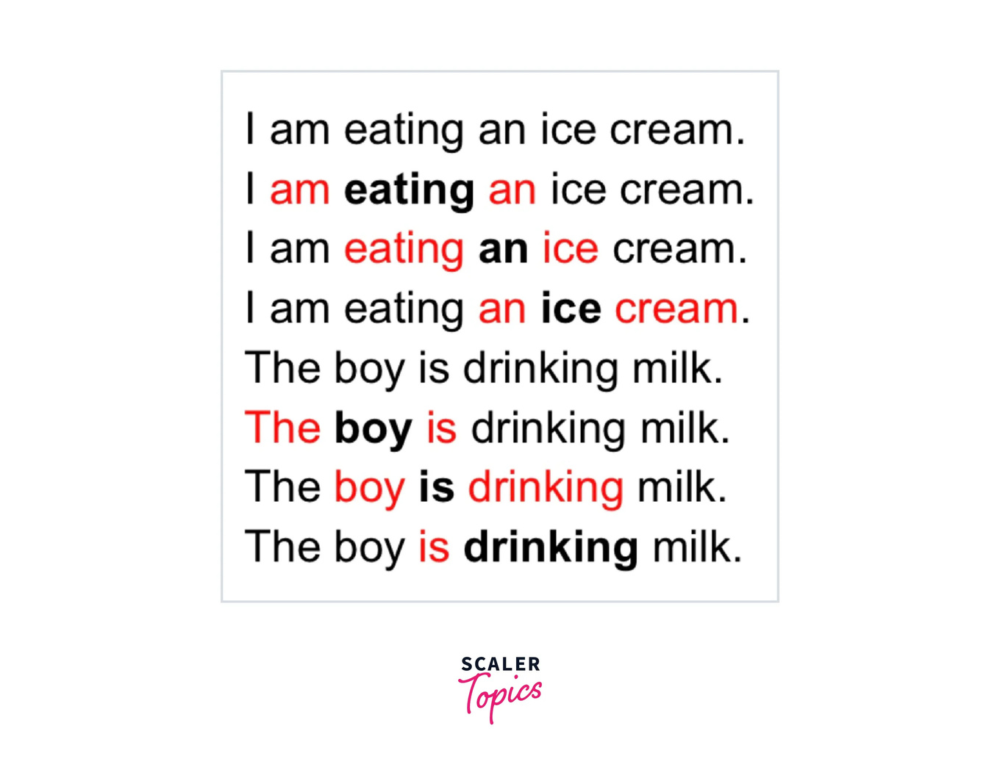 I am eating an ice cream.
I am eating an ice cream.
I am eating an ice cream.
I am eating an ice cream.
The boy is drinking milk.
The boy is drinking milk.
The boy is drinking milk.
The boy is drinking milk.
SCALER
Topics